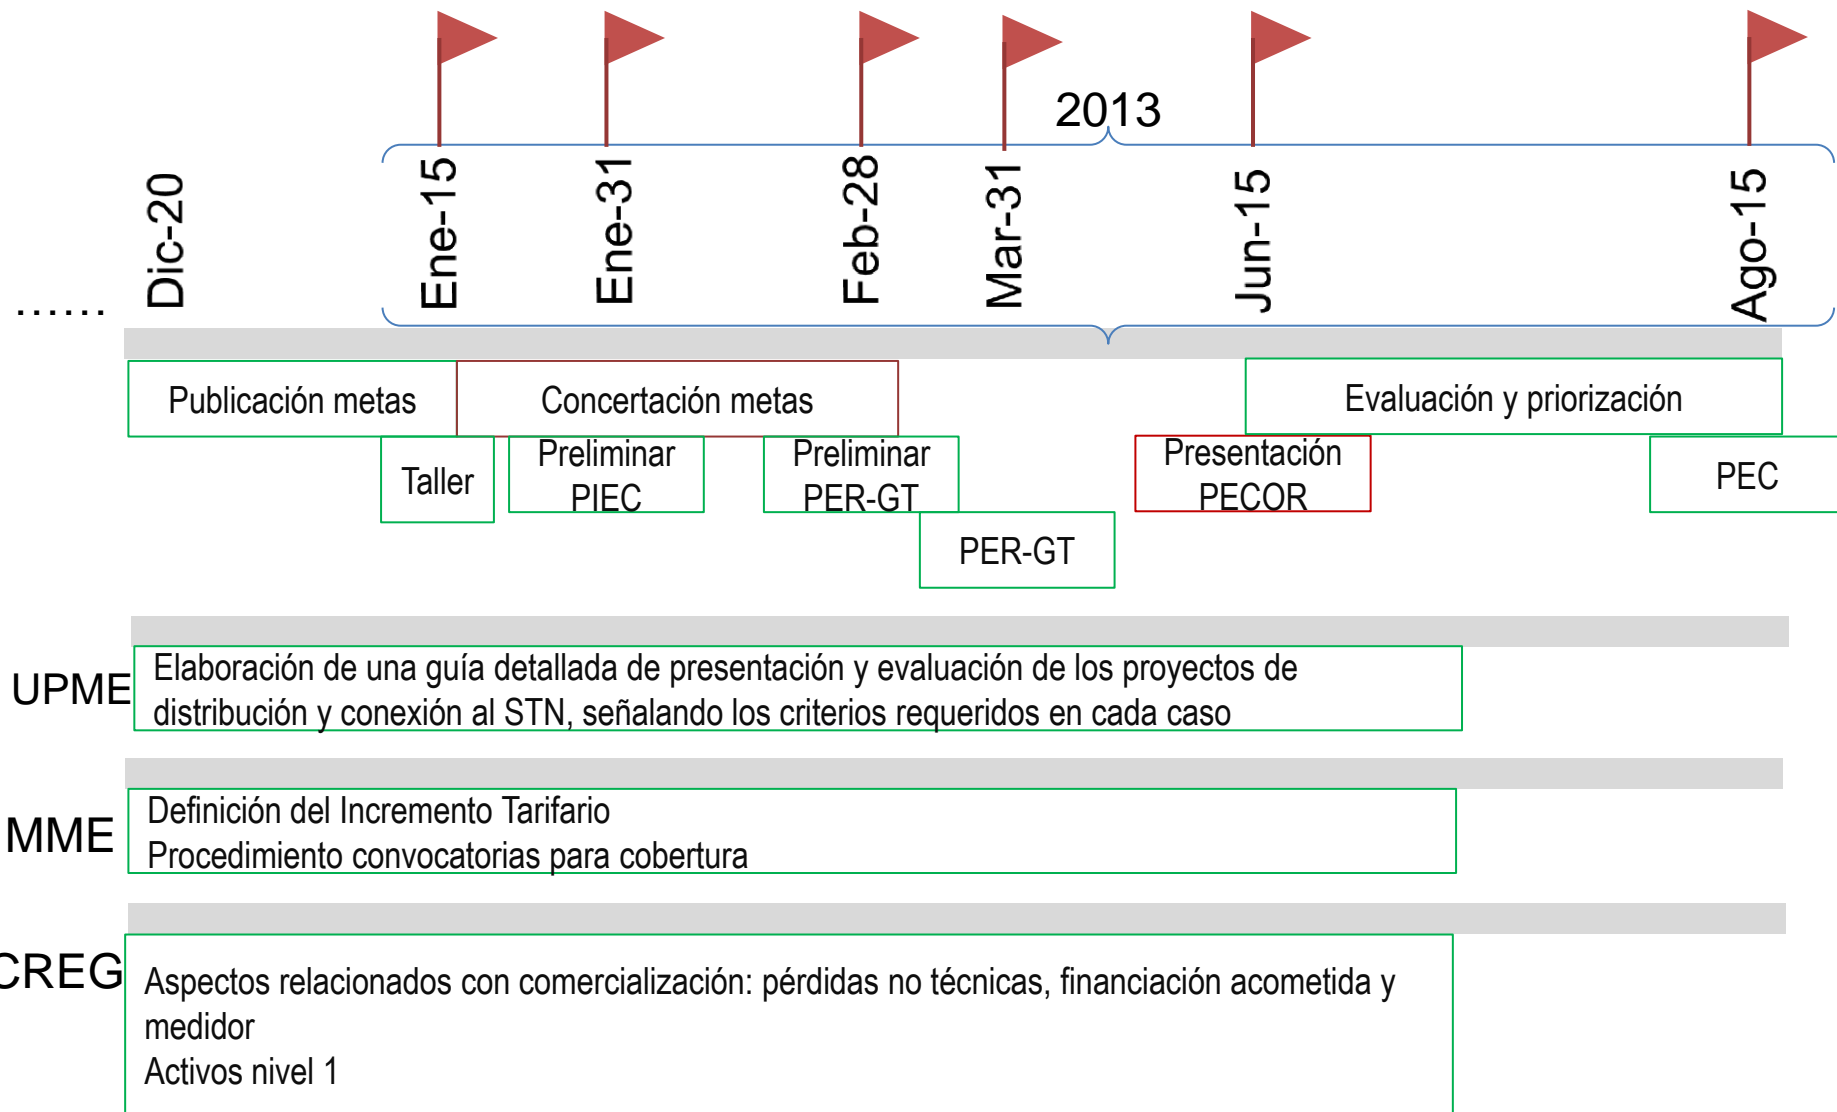 2013
......
Dic-20
Ene-15
Ene-31
Feb-28
Mar-31
Jun-15
Ago-15
Publicación metas
Concertación metas
Evaluación y priorización
Taller
Preliminar
PIEC
Preliminar
PER-GT
Presentación
PECOR
PEC
PER-GT
UPME
Elaboración de una guía detallada de presentación y evaluación de los proyectos de
distribución y conexión al STN, señalando los criterios requeridos en cada caso
MME
Definición del Incremento Tarifario
Procedimiento convocatorias para cobertura
CREG
Aspectos relacionados con comercialización: pérdidas no técnicas, financiación acometida y
medidor
Activos nivel 1